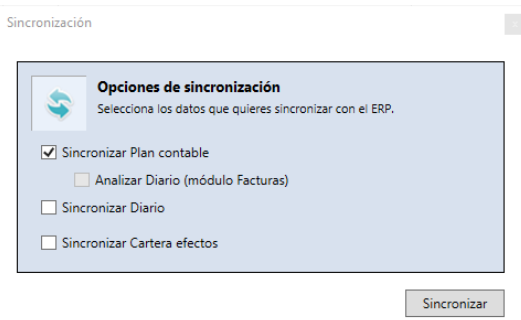 Sincronización
Opciones de sincronización
Selecciona los datos que quieres sincronizar con el ERP.
Sincronizar Plan contable
Analizar Diario (módulo Facturas)
Sincronizar Diario
Sincronizar Cartera efectos
Sincronizar